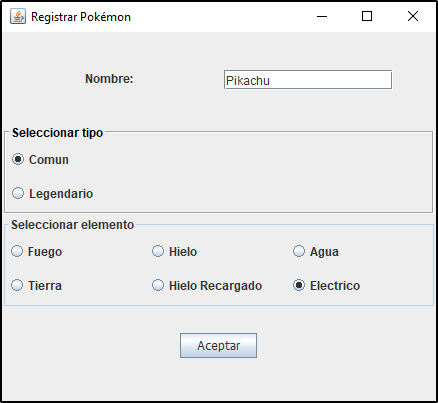 Registrar Pokémon
Nombre: Pikachu
Seleccionar tipo
Comun
Legendario
Seleccionar elemento
Fuego Hielo Agua
Tierra Hielo Recargado Electrico
Aceptar